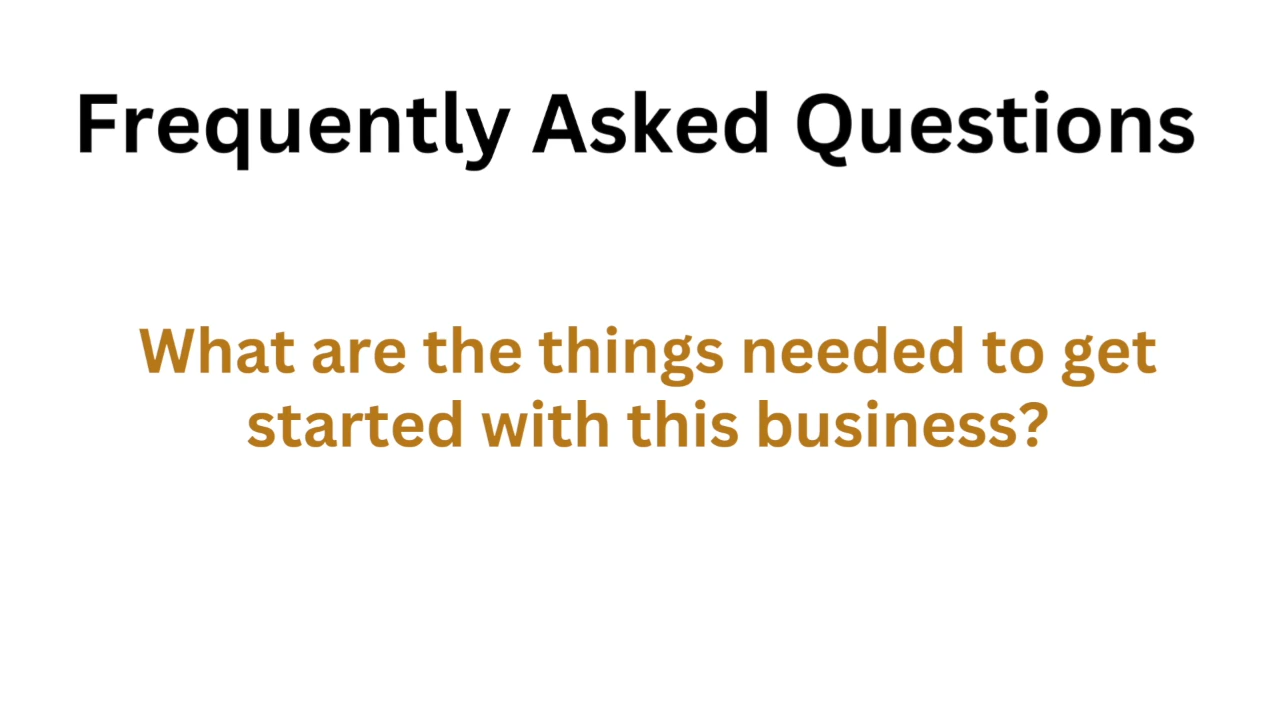 Frequently Asked Questions
What are the things needed to get
started with this business?